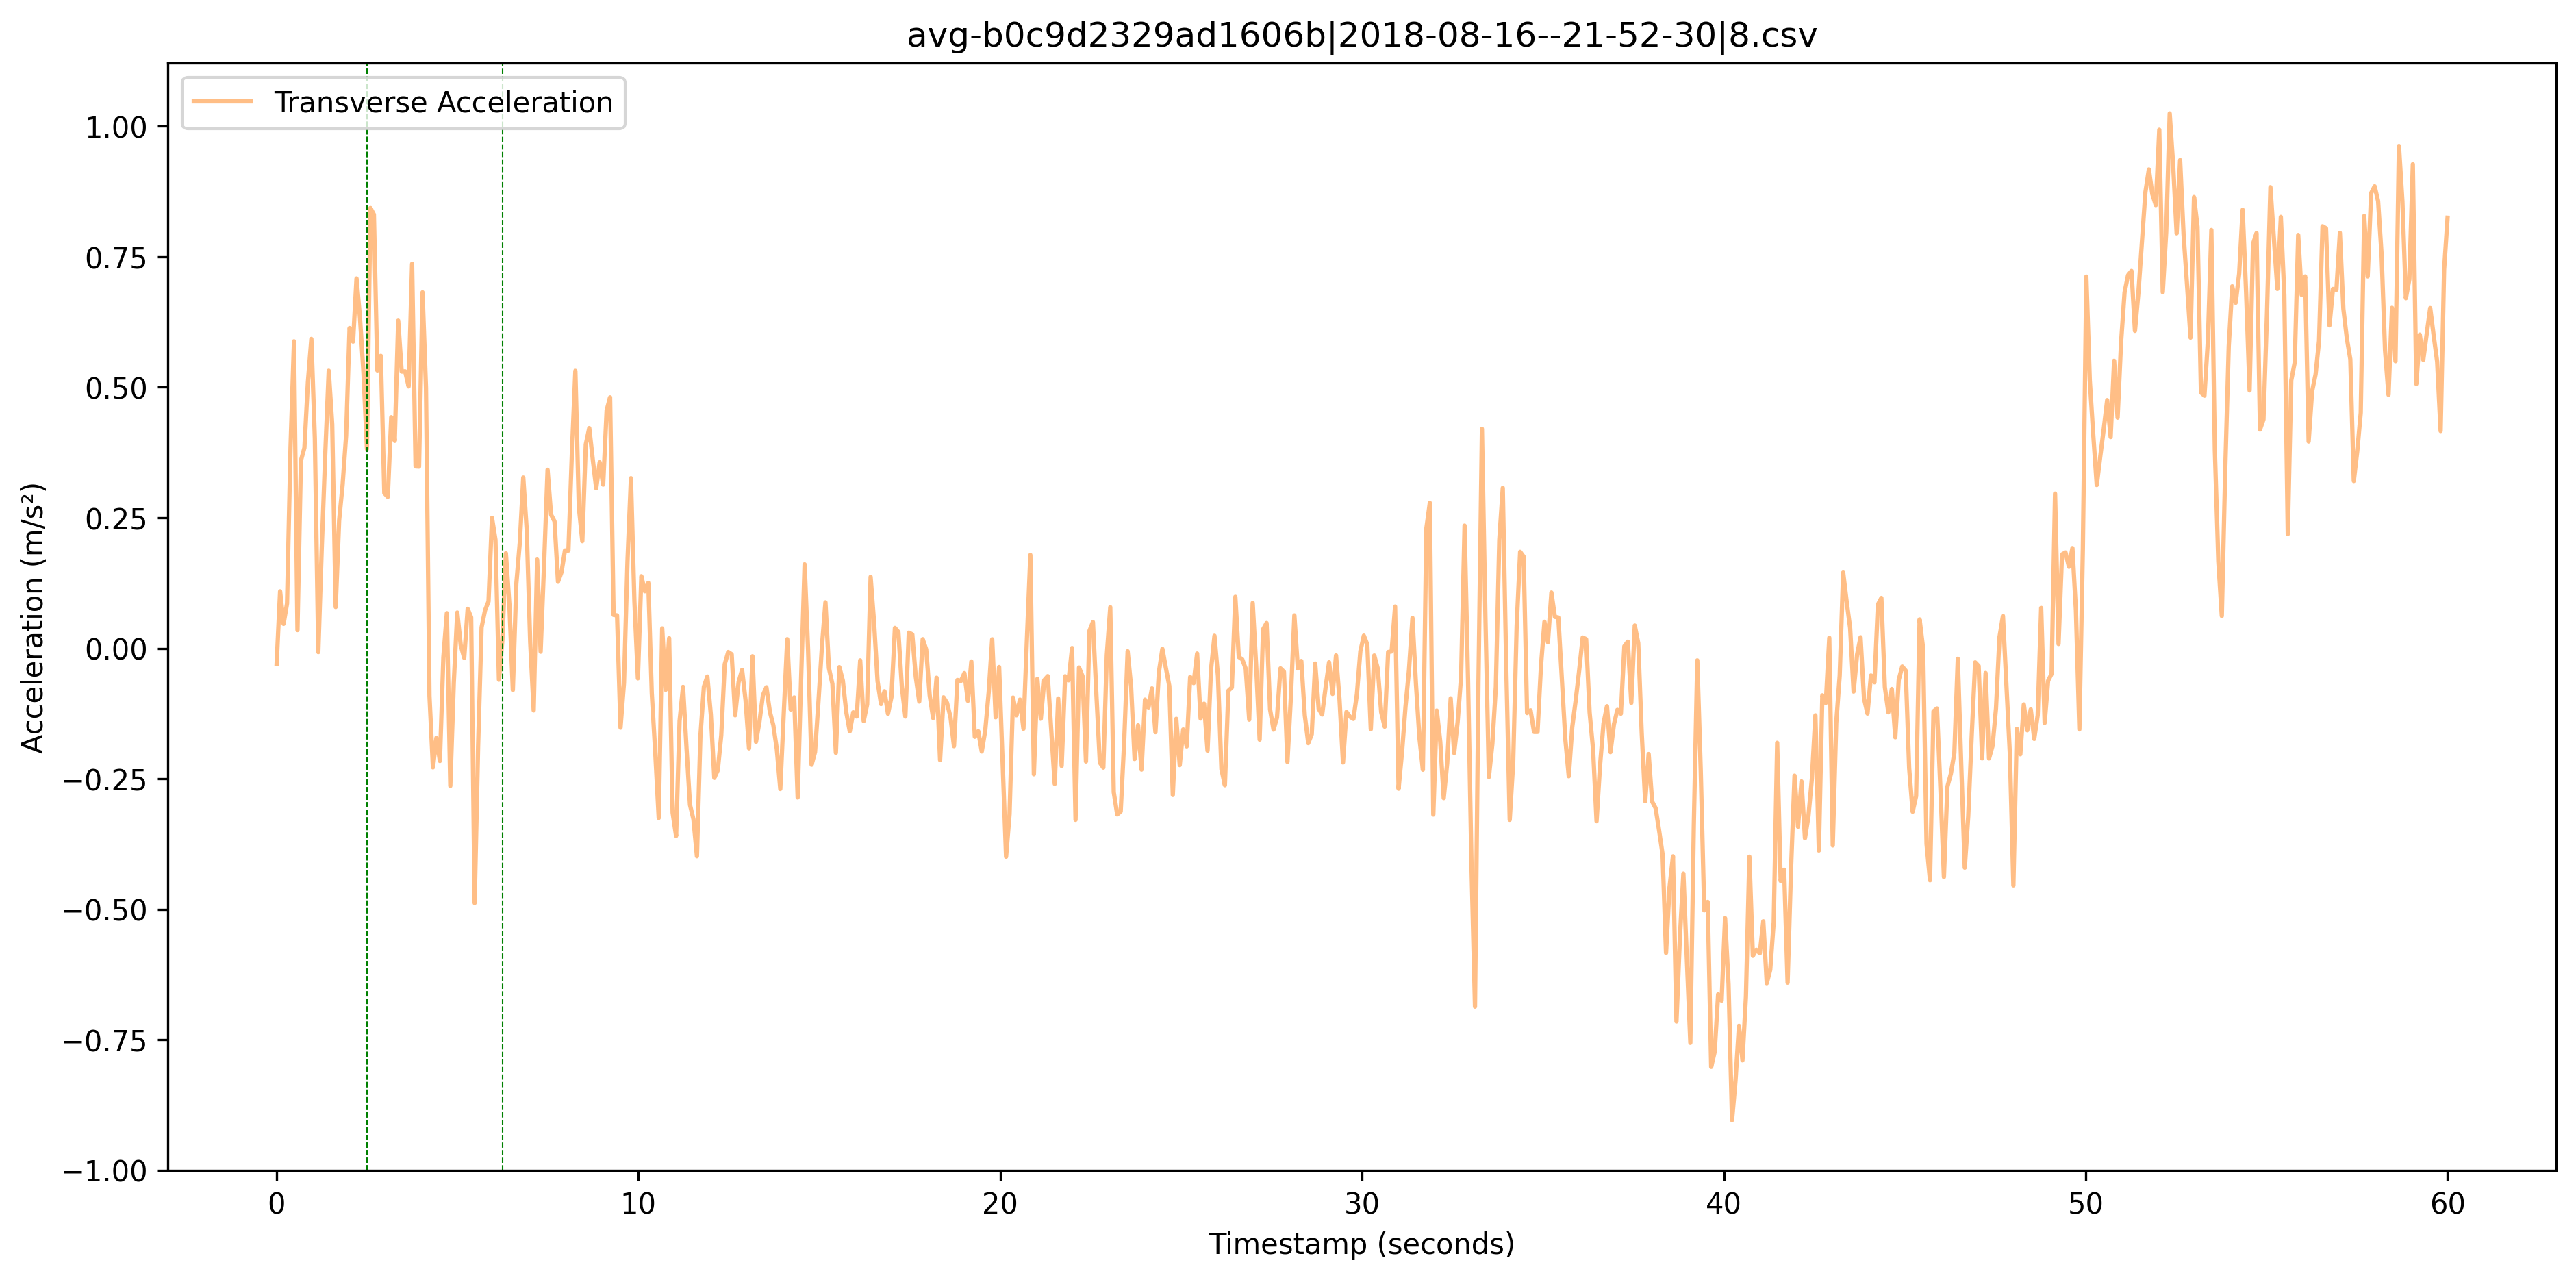 avg-b0c9d2329ad1606b|2018-08-16--21-52-30|8.csv
Transverse Acceleration
1.00
0.75
0.50
0.25
0.00
−0.25
−0.50
−0.75
−1.00
Acceleration (m/s²)
0 10 20 30 40 50 60
Timestamp (seconds)